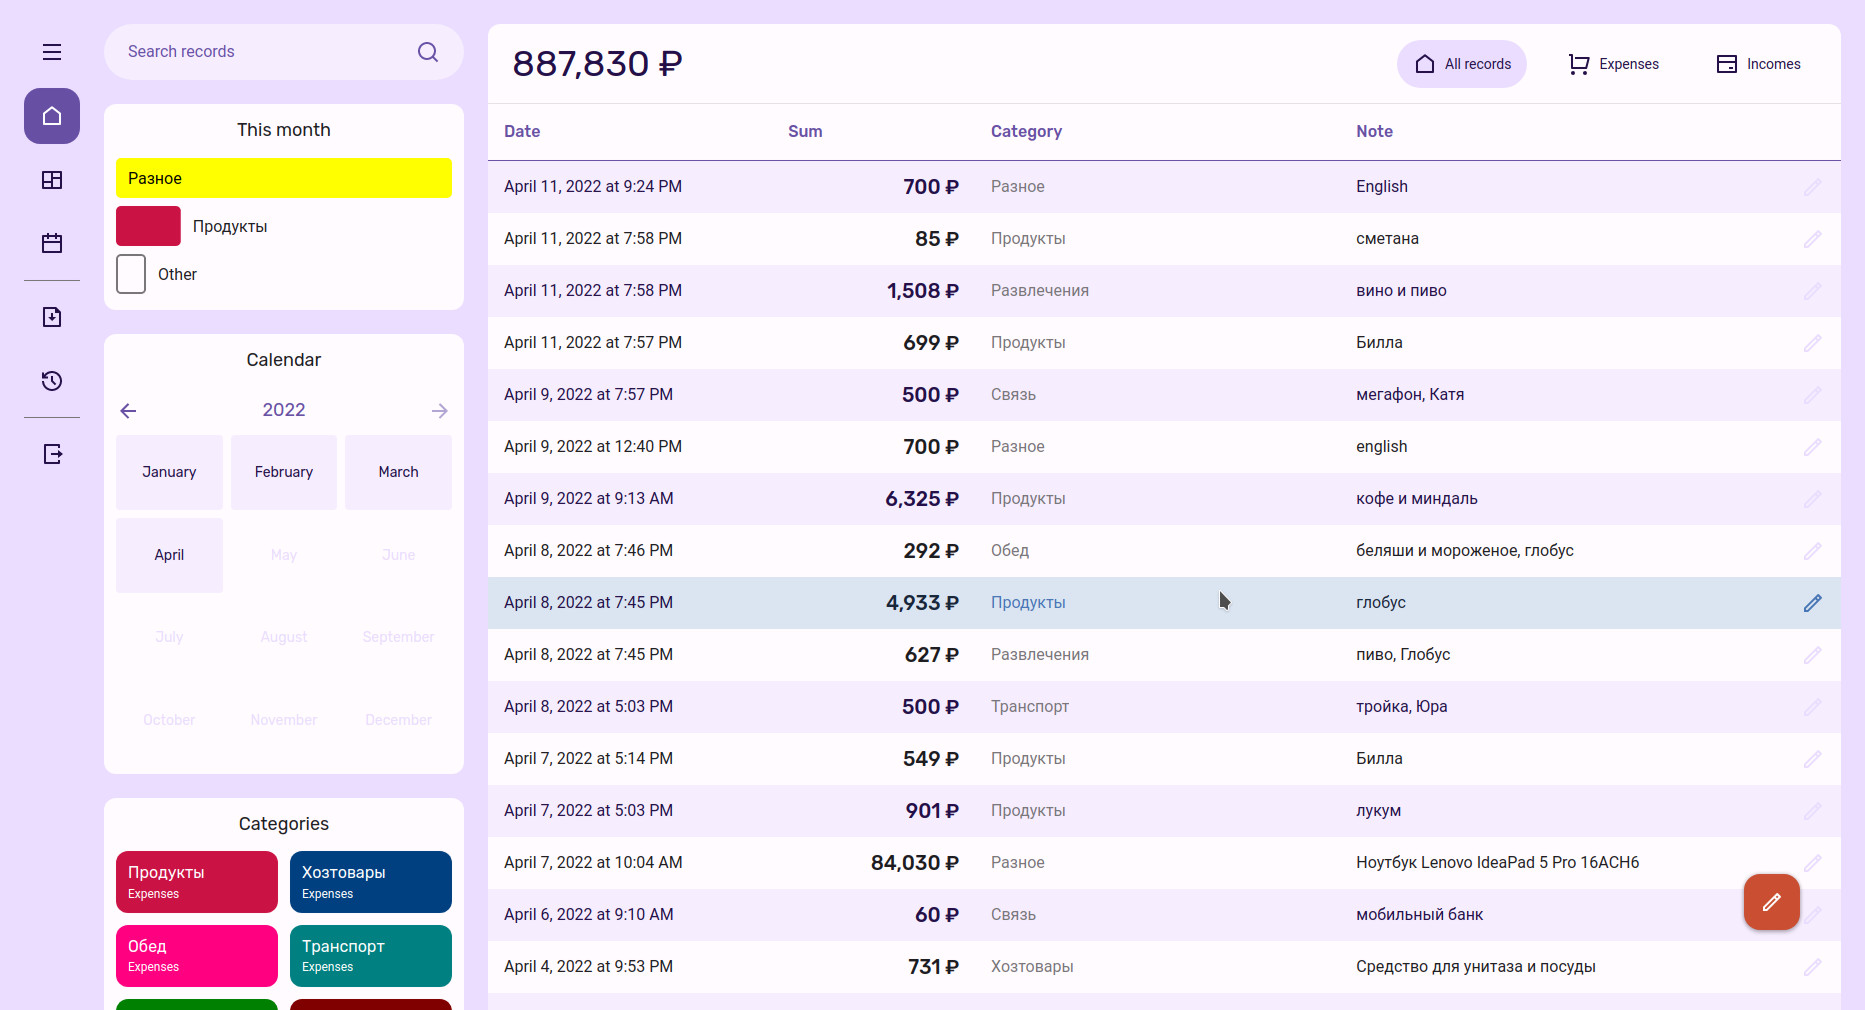 Search records
This month
Разное
Продукты
Other
Calendar
2022
January February March
April May June
July August September
October November December
Categories
Продукты
Expenses
Хозтовары
Expenses
Обед
Expenses
Транспорт
Expenses
887,830 ₽
All records Expenses Incomes
Date Sum Category Note
April 11, 2022 at 9:24 PM 700 ₽ Разное English
April 11, 2022 at 7:58 PM 85 ₽ Продукты сметана
April 11, 2022 at 7:58 PM 1,508 ₽ Развлечения вино и пиво
April 11, 2022 at 7:57 PM 699 ₽ Продукты Билла
April 9, 2022 at 7:57 PM 500 ₽ Связь мегафон, Катя
April 9, 2022 at 12:40 PM 700 ₽ Разное english
April 9, 2022 at 9:13 AM 6,325 ₽ Продукты кофе и миндаль
April 8, 2022 at 7:46 PM 292 ₽ Обед беляши и мороженое, глобус
April 8, 2022 at 7:45 PM 4,933 ₽ Продукты глобус
April 8, 2022 at 7:45 PM 627 ₽ Развлечения пиво, Глобус
April 8, 2022 at 5:03 PM 500 ₽ Транспорт тройка, Юра
April 7, 2022 at 5:14 PM 549 ₽ Продукты Билла
April 7, 2022 at 5:03 PM 901 ₽ Продукты лукум
April 7, 2022 at 10:04 AM 84,030 ₽ Разное Ноутбук Lenovo IdeaPad 5 Pro 16ACH6
April 6, 2022 at 9:10 AM 60 ₽ Связь мобильный банк
April 4, 2022 at 9:53 PM 731 ₽ Хозтовары Средство для унитаза и посуды